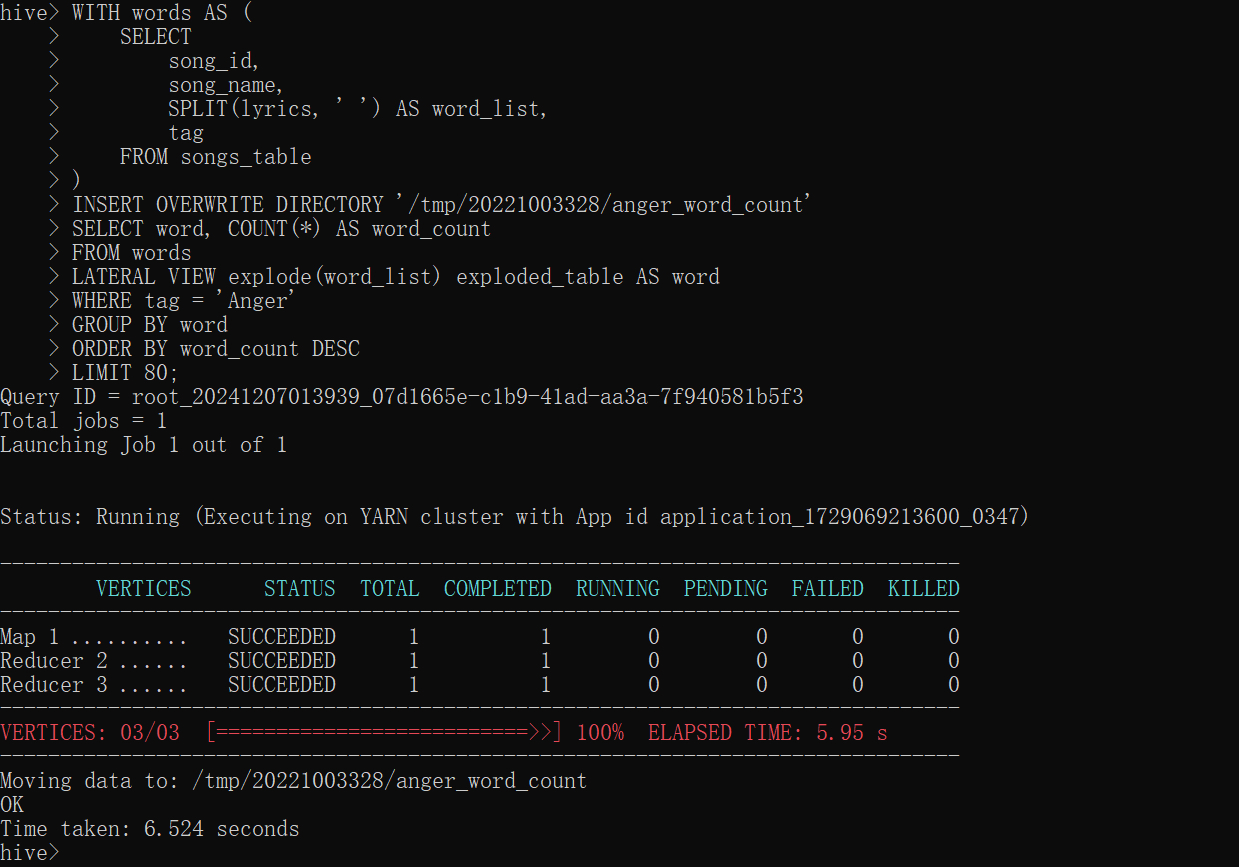 hive> WITH words AS (
    >     SELECT
    >         song_id,
    >         song_name,
    >         SPLIT(lyrics, ' ') AS word_list,
    >         tag
    >     FROM songs_table
    > )
    > INSERT OVERWRITE DIRECTORY '/tmp/20221003328/anger_word_count'
    > SELECT word, COUNT(*) AS word_count
    > FROM words
    > LATERAL VIEW explode(word_list) exploded_table AS word
    > WHERE tag = 'Anger'
    > GROUP BY word
    > ORDER BY word_count DESC
    > LIMIT 80;
Query ID = root_20241207013939_07d1665e-c1b9-41ad-aa3a-7f940581b5f3
Total jobs = 1
Launching Job 1 out of 1
Status: Running (Executing on YARN cluster with App id application_1729069213600_0347)
--------------------------------------------------------------------------------
        VERTICES      STATUS  TOTAL  COMPLETED  RUNNING  PENDING  FAILED  KILLED
--------------------------------------------------------------------------------
Map 1 ..........   SUCCEEDED      1          1        0        0       0       0
Reducer 2 ......   SUCCEEDED      1          1        0        0       0       0
Reducer 3 ......   SUCCEEDED      1          1        0        0       0       0
--------------------------------------------------------------------------------
VERTICES: 03/03  [==========================>>] 100%  ELAPSED TIME: 5.95 s
--------------------------------------------------------------------------------
Moving data to: /tmp/20221003328/anger_word_count
OK
Time taken: 6.524 seconds
hive>